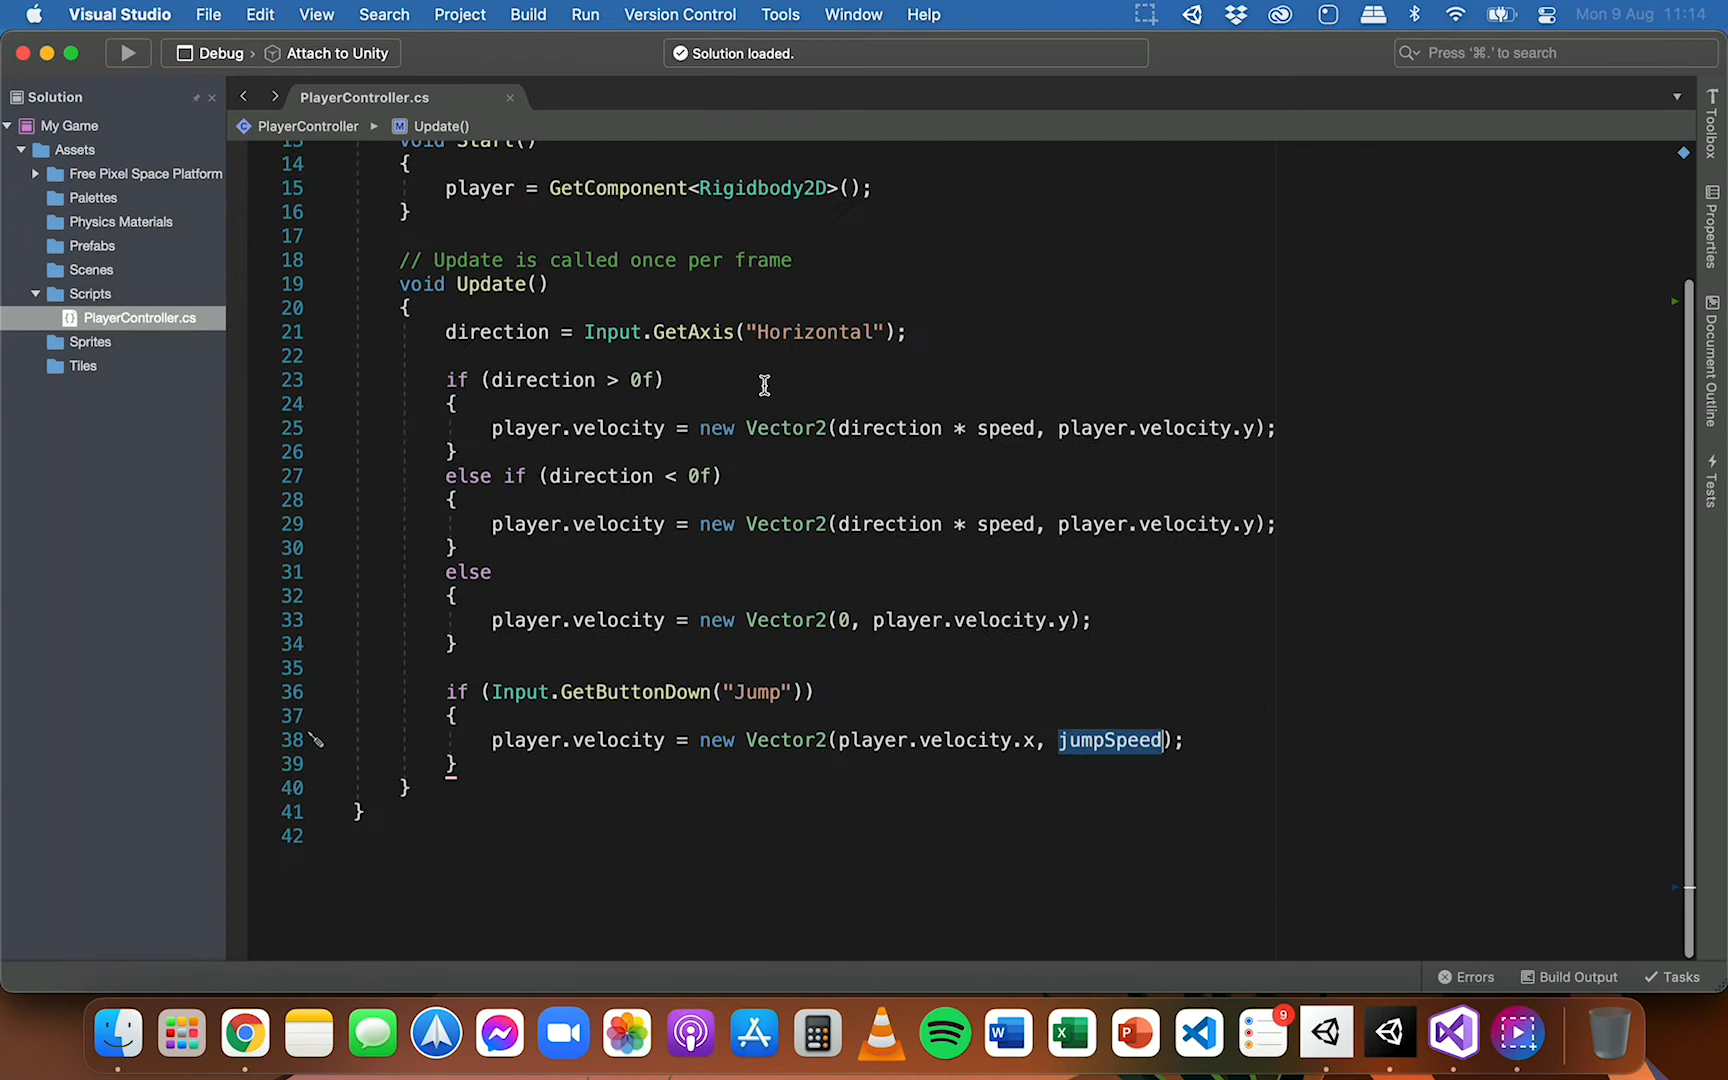 Visual Studio File Edit View Search Project Build Run Version Control Tools Window Help Mon 9 Aug 11:14
Debug › Attach to Unity
Solution loaded.
Press '⌘.' to search
Solution
My Game
Assets
Free Pixel Space Platform
Palettes
Physics Materials
Prefabs
Scenes
Scripts
PlayerController.cs
Sprites
Tiles
PlayerController.cs
PlayerController Update()
13 void Start()
14 {
15 player = GetComponent<Rigidbody2D>();
16 }
17
18 // Update is called once per frame
19 void Update()
20 {
21 direction = Input.GetAxis("Horizontal");
22
23 if (direction > 0f)
24 {
25 player.velocity = new Vector2(direction * speed, player.velocity.y);
26 }
27 else if (direction < 0f)
28 {
29 player.velocity = new Vector2(direction * speed, player.velocity.y);
30 }
31 else
32 {
33 player.velocity = new Vector2(0, player.velocity.y);
34 }
35
36 if (Input.GetButtonDown("Jump"))
37 {
38 player.velocity = new Vector2(player.velocity.x, jumpSpeed);
39 }
40 }
41 }
42
Toolbox
Properties
Document Outline
Tests
Errors Build Output Tasks
W
X
P
9